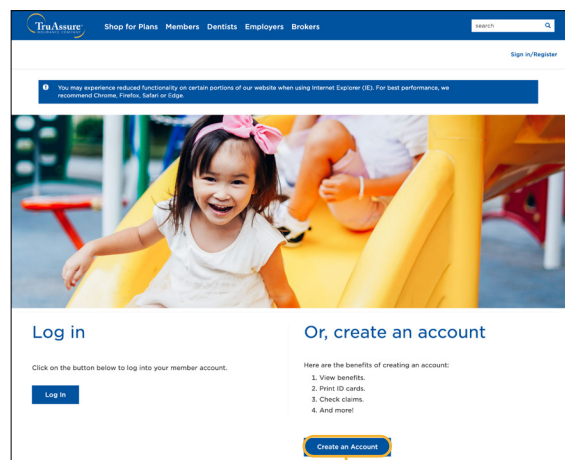 TruAssure
INSURANCE COMPANY
Shop for Plans Members Dentists Employers Brokers
search
Sign in/Register
You may experience reduced functionality on certain portions of our website when using Internet Explorer (IE). For best performance, we
recommend Chrome, Firefox, Safari or Edge.
Log in
Click on the button below to log into your member account.
Log In
Or, create an account
Here are the benefits of creating an account:
1. View benefits.
2. Print ID cards.
3. Check claims.
4. And more!
Create an Account